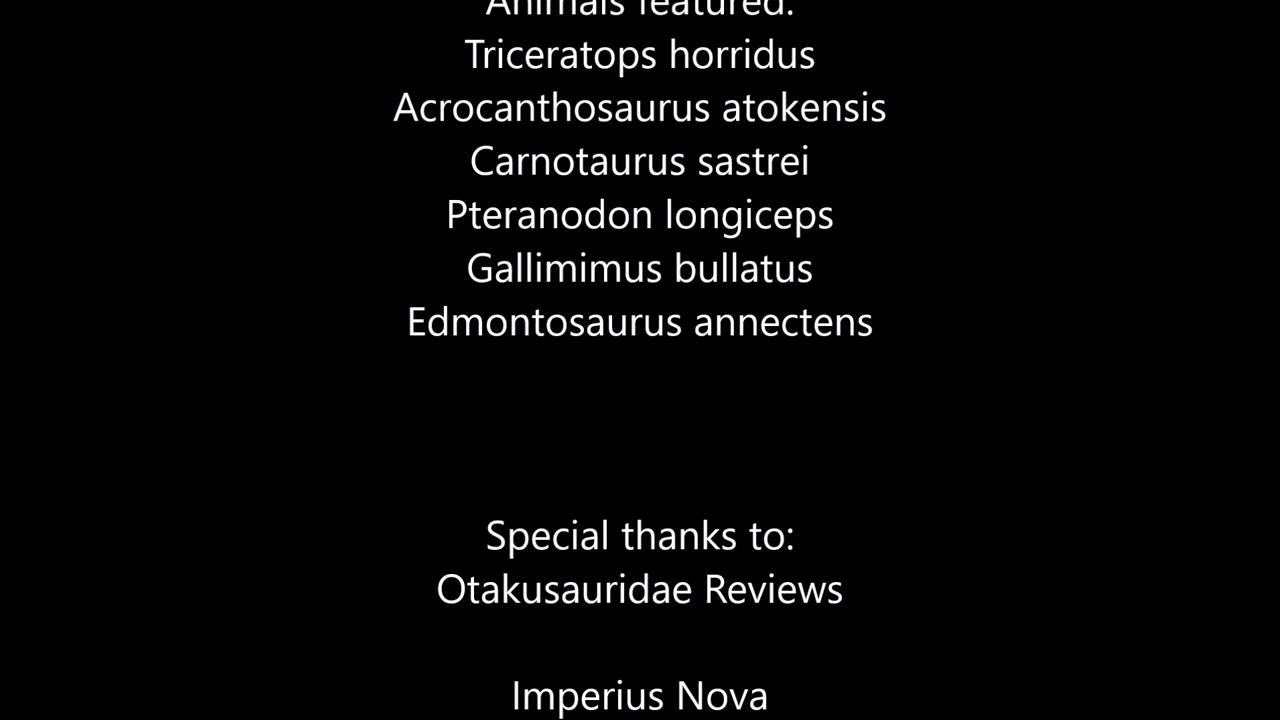 Animals featured:
Triceratops horridus
Acrocanthosaurus atokensis
Carnotaurus sastrei
Pteranodon longiceps
Gallimimus bullatus
Edmontosaurus annectens
Special thanks to:
Otakusauridae Reviews
Imperius Nova